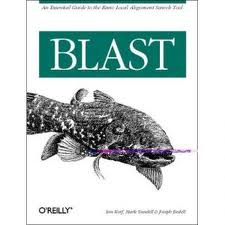 An Essential Guide to the Basic Local Alignment Search Tool
BLAST
O'REILLY®
Ian Korf, Mark Yandell & Joseph Bedell